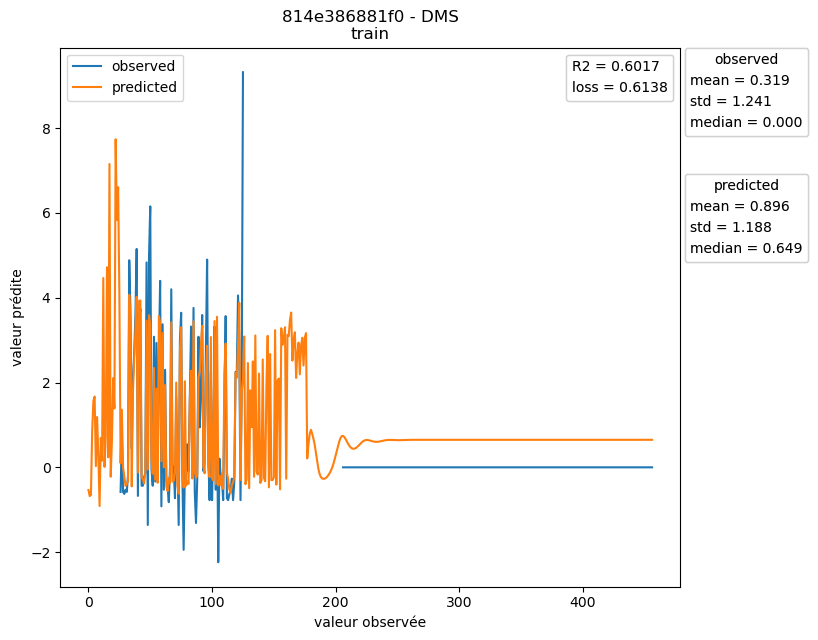 814e386881f0 - DMS
train
observed
predicted
R2 = 0.6017
loss = 0.6138
observed
mean = 0.319
std = 1.241
median = 0.000
predicted
mean = 0.896
std = 1.188
median = 0.649
valeur prédite
8
6
4
2
0
−2
0
100
200
300
400
valeur observée